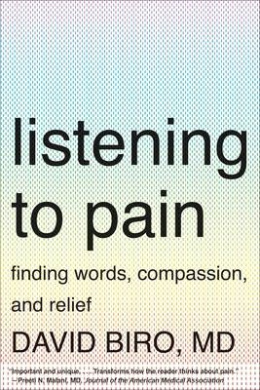 listening
to pain
finding words, compassion,
and relief
DAVID BIRO, MD
"Important and unique. . . . Transforms how the reader thinks about pain."
—Preeti N. Malani, MD, Journal of the American Medical Association